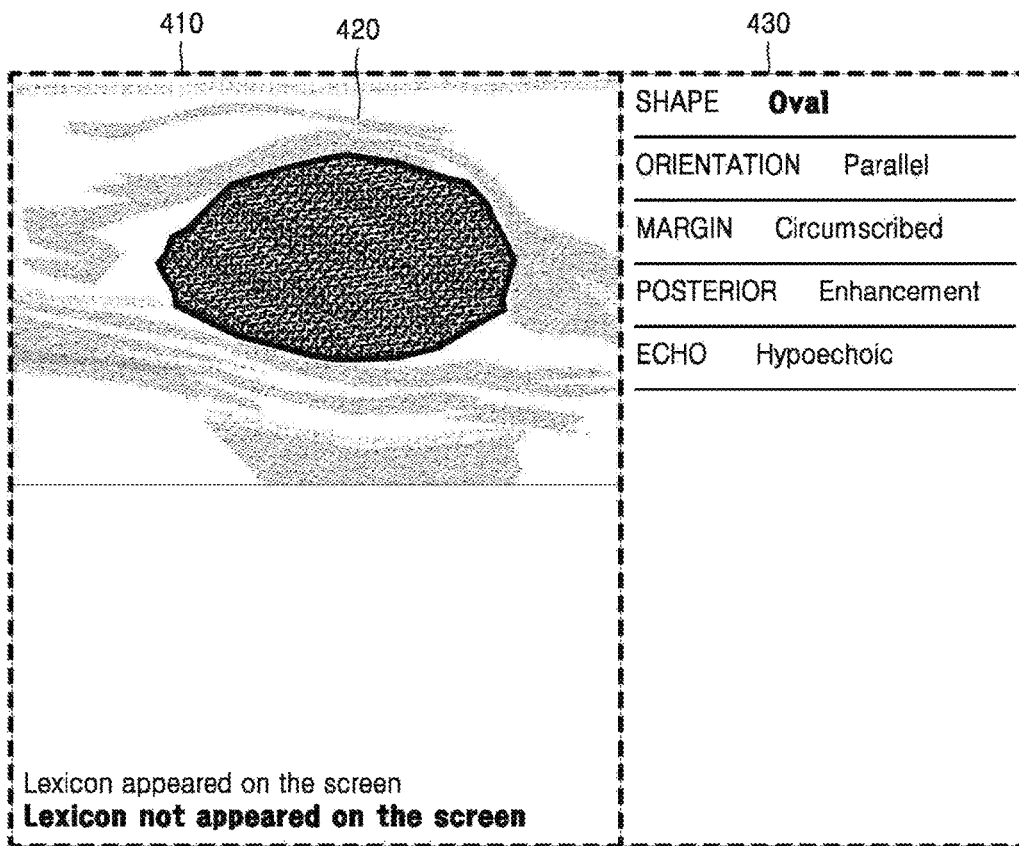 410 420 430
SHAPE Oval
ORIENTATION Parallel
MARGIN Circumscribed
POSTERIOR Enhancement
ECHO Hypoechoic
Lexicon appeared on the screen
Lexicon not appeared on the screen